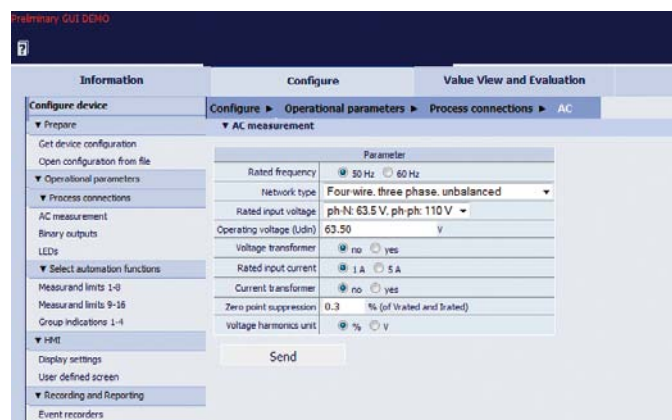 Preliminary GUI DEMO
?
Information
Configure
Value View and Evaluation
Configure device
Configure ► Operational parameters ► Process connections ► AC
▼ Prepare
Get device configuration
Open configuration from file
▼ Operational parameters
▼ Process connections
AC measurement
Binary outputs
LEDs
▼ Select automation functions
Measurand limits 1-8
Measurand limits 9-16
Group indications 1-4
▼ HMI
Display settings
User defined screen
▼ Recording and Reporting
Event recorders
▼ AC measurement
Parameter
Rated frequency 50 Hz 60 Hz
Network type Four-wire, three phase, unbalanced
Rated input voltage ph-N: 63.5 V, ph-ph: 110 V
Operating voltage (Udin) 63.50 V
Voltage transformer no yes
Rated input current 1 A 5 A
Current transformer no yes
Zero point suppression 0.3 % (of Vrated and Irated)
Voltage harmonics unit % V
Send